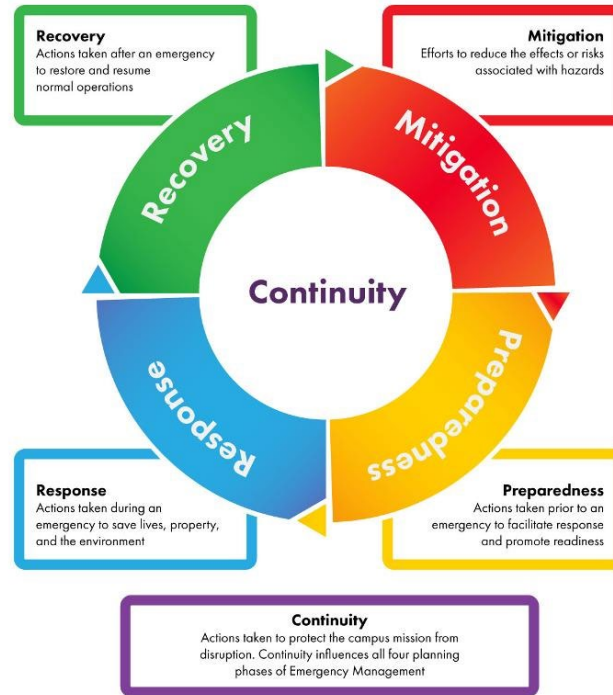 Recovery
Actions taken after an emergency
to restore and resume
normal operations
Mitigation
Efforts to reduce the effects or risks
associated with hazards
Recovery
Mitigation
Continuity
Response
Preparedness
Response
Actions taken during an
emergency to save lives, property,
and the environment
Preparedness
Actions taken prior to an
emergency to facilitate response
and promote readiness
Continuity
Actions taken to protect the campus mission from
disruption. Continuity influences all four planning
phases of Emergency Management